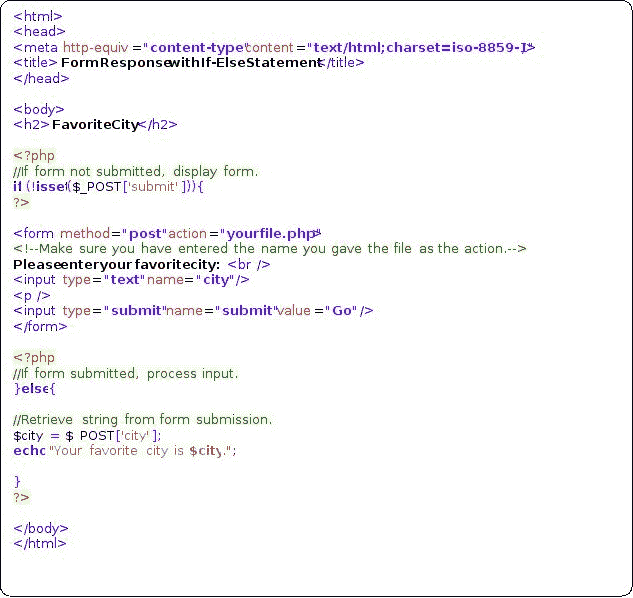 <html>
<head>
<meta http-equiv="content-type" content="text/html;charset=iso-8859-1" />
<title>Form Response with If-Else Statement</title>
</head>
<body>
<h2>Favorite City</h2>
<?php
//If form not submitted, display form.
if (!isset($_POST['submit'])){
?>
<form method="post" action="yourfile.php">
<!--Make sure you have entered the name you gave the file as the action.-->
Please enter your favorite city: <br />
<input type="text" name="city" />
<p />
<input type="submit" name="submit" value="Go" />
</form>
<?php
//If form submitted, process input.
}else{
//Retrieve string from form submission.
$city = $_POST['city'];
echo "Your favorite city is $city.";
}
?>
</body>
</html>